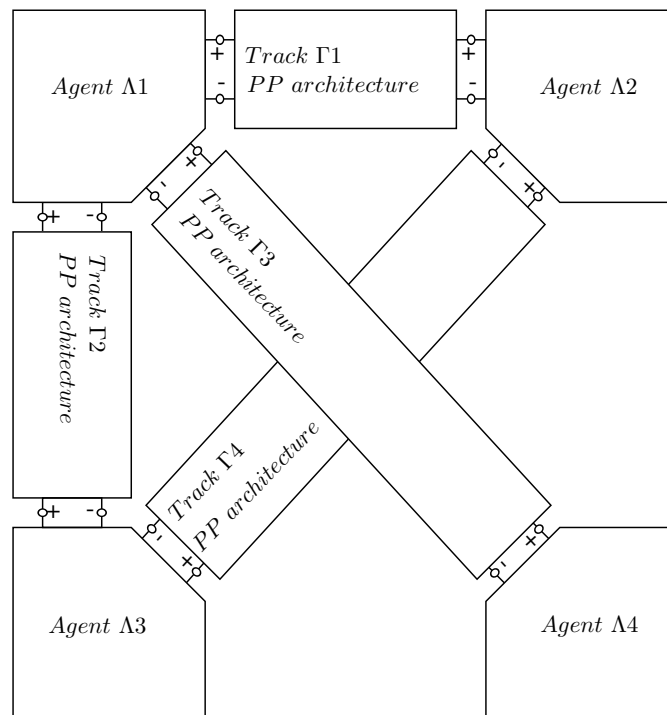 Agent Λ1
+
-
Track Γ1
PP architecture
+
-
Agent Λ2
+
-
-
+
+
-
Track Γ2
PP architecture
Track Γ3
PP architecture
Track Γ4
PP architecture
+
-
-
+
+
-
Agent Λ3
Agent Λ4